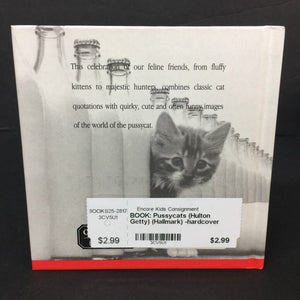 This celebration of our feline friends, from fluffy
kittens to majestic hunters, combines classic cat
quotations with quirky, cute and often funny images
of the world of the pussycat.
Encore Kids Consignment
BOOK: Pussycats (Hulton
Getty) (Hallmark) -hardcover
3CV5U1
$2.99
3CV5U1
$2.99